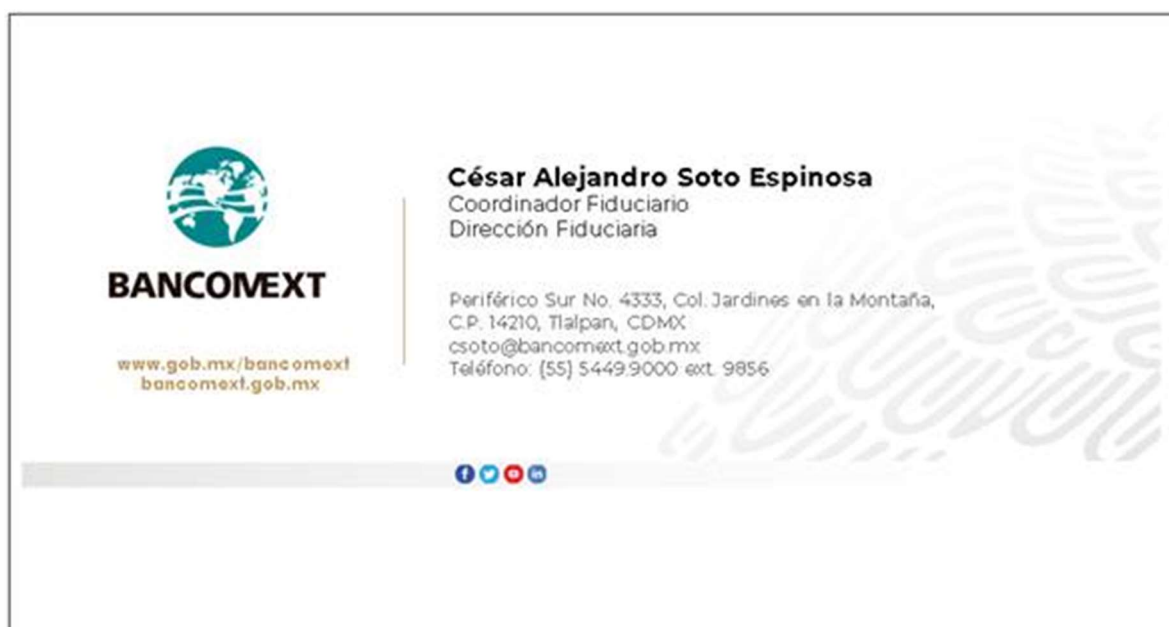 BANCOMEXT
www.gob.mx/bancomext
bancomext.gob.mx
César Alejandro Soto Espinosa
Coordinador Fiduciario
Dirección Fiduciaria
Periférico Sur No. 4333, Col. Jardines en la Montaña,
C.P. 14210, Tlalpan, CDMX
csoto@bancomext.gob.mx
Teléfono: (55) 5449.9000 ext. 9856